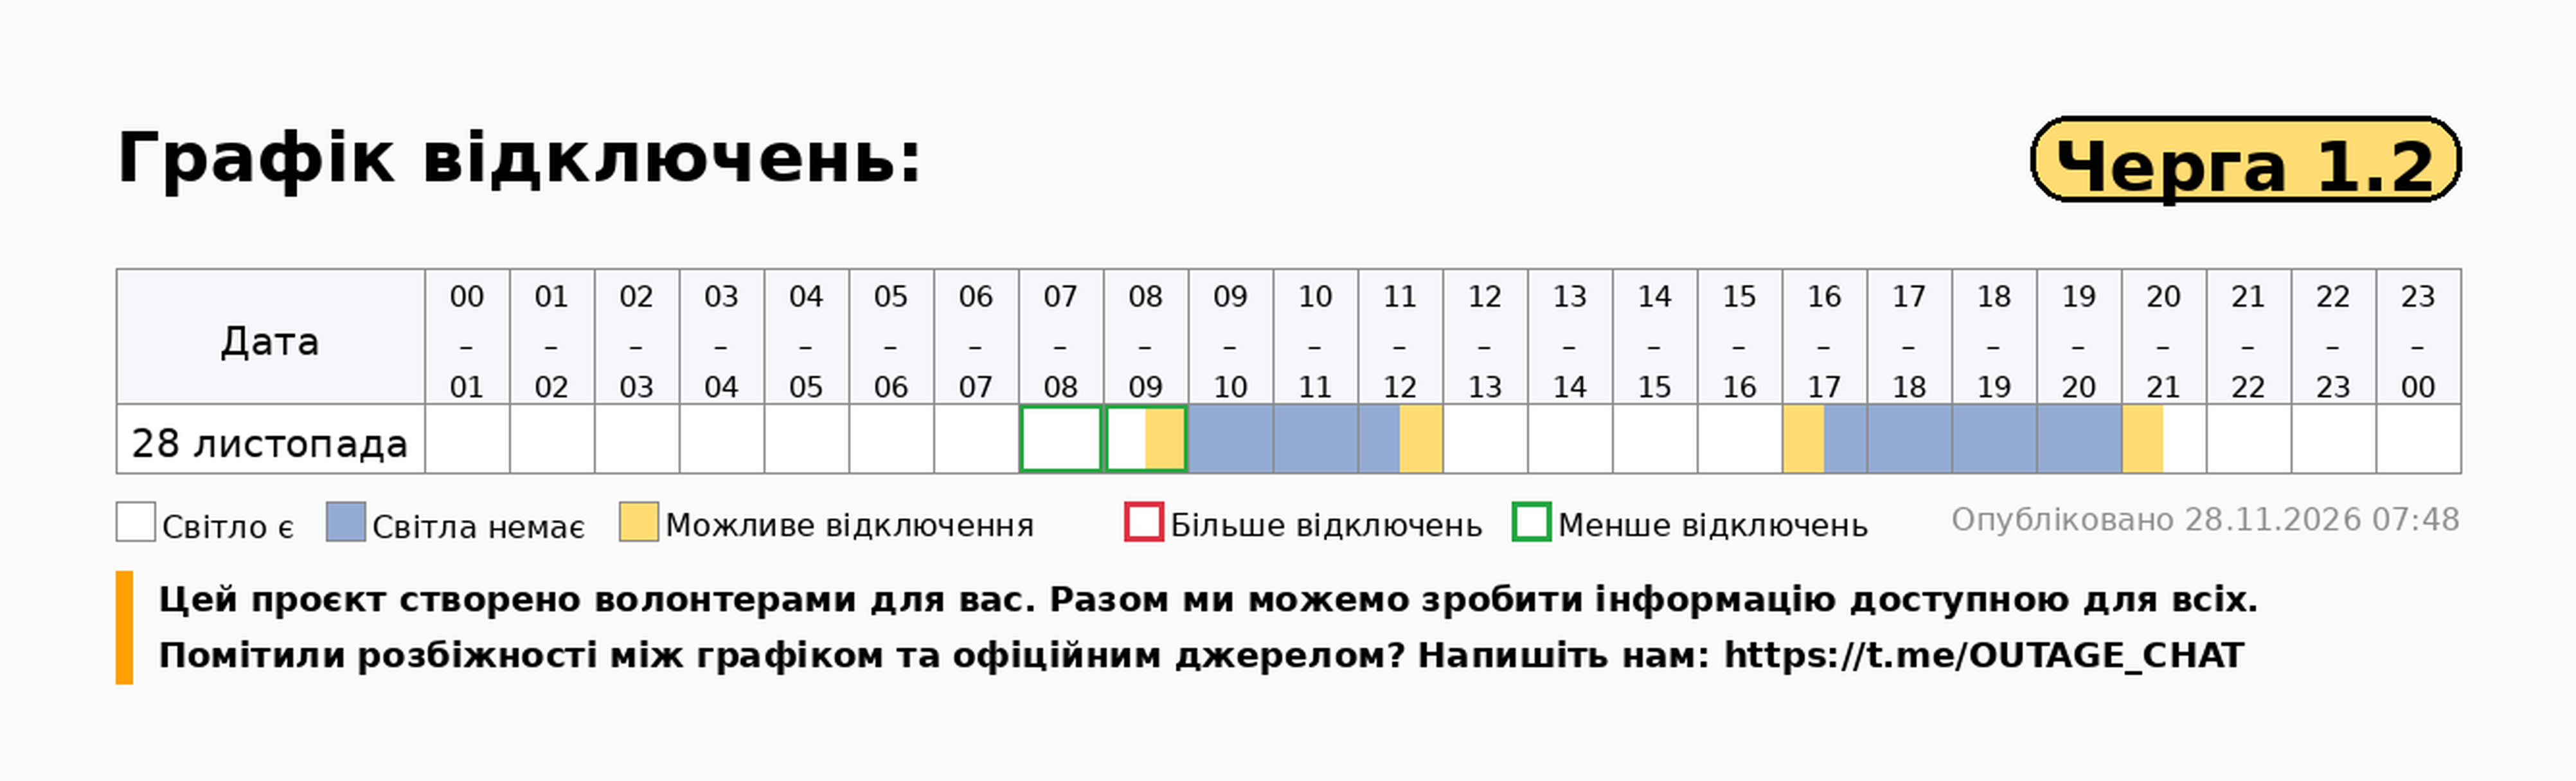 Графік відключень:
Черга 1.2
Дата
00 – 01
01 – 02
02 – 03
03 – 04
04 – 05
05 – 06
06 – 07
07 – 08
08 – 09
09 – 10
10 – 11
11 – 12
12 – 13
13 – 14
14 – 15
15 – 16
16 – 17
17 – 18
18 – 19
19 – 20
20 – 21
21 – 22
22 – 23
23 – 00
28 листопада
Світло є
Світла немає
Можливе відключення
Більше відключень
Менше відключень
Опубліковано 28.11.2026 07:48
Цей проєкт створено волонтерами для вас. Разом ми можемо зробити інформацію доступною для всіх.
Помітили розбіжності між графіком та офіційним джерелом? Напишіть нам: https://t.me/OUTAGE_CHAT